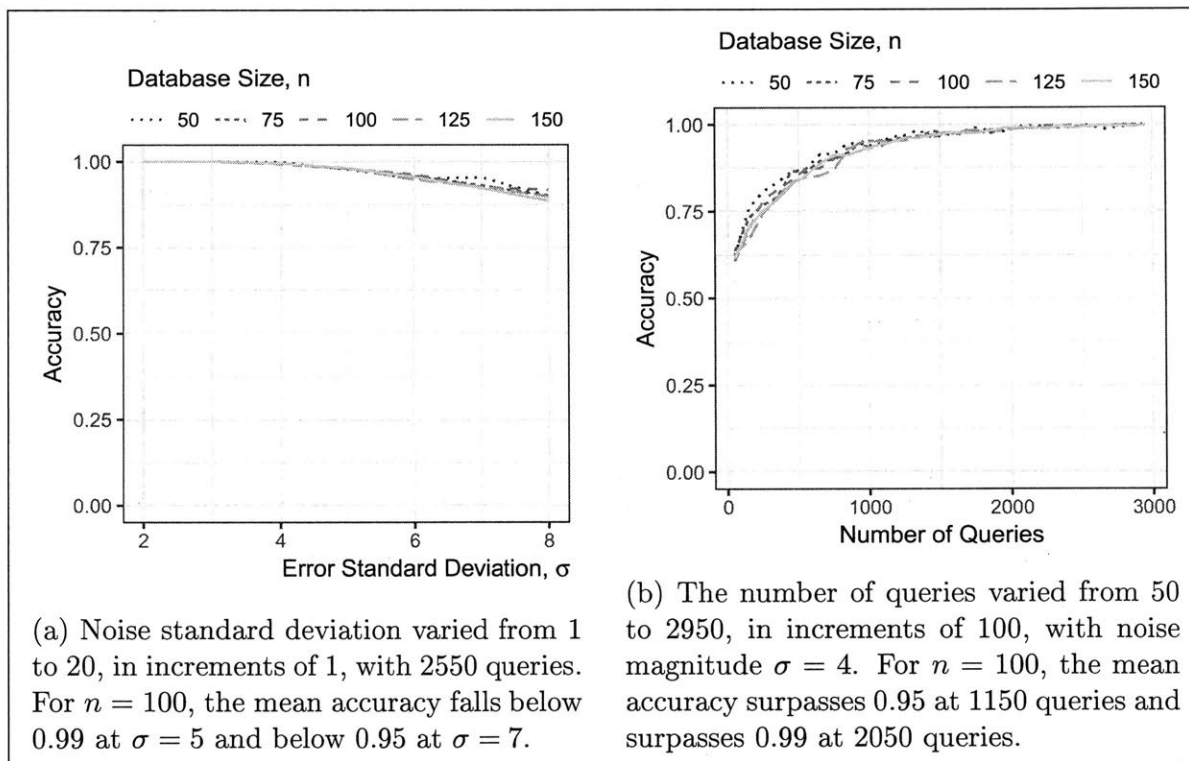 Database Size, n
50 75 100 125 150
1.00
0.75
0.50
0.25
0.00
Accuracy
2 4 6 8
Error Standard Deviation, σ
(a) Noise standard deviation varied from 1
to 20, in increments of 1, with 2550 queries.
For n = 100, the mean accuracy falls below
0.99 at σ = 5 and below 0.95 at σ = 7.
Database Size, n
50 75 100 125 150
1.00
0.75
0.50
0.25
0.00
Accuracy
0 1000 2000 3000
Number of Queries
(b) The number of queries varied from 50
to 2950, in increments of 100, with noise
magnitude σ = 4. For n = 100, the mean
accuracy surpasses 0.95 at 1150 queries and
surpasses 0.99 at 2050 queries.